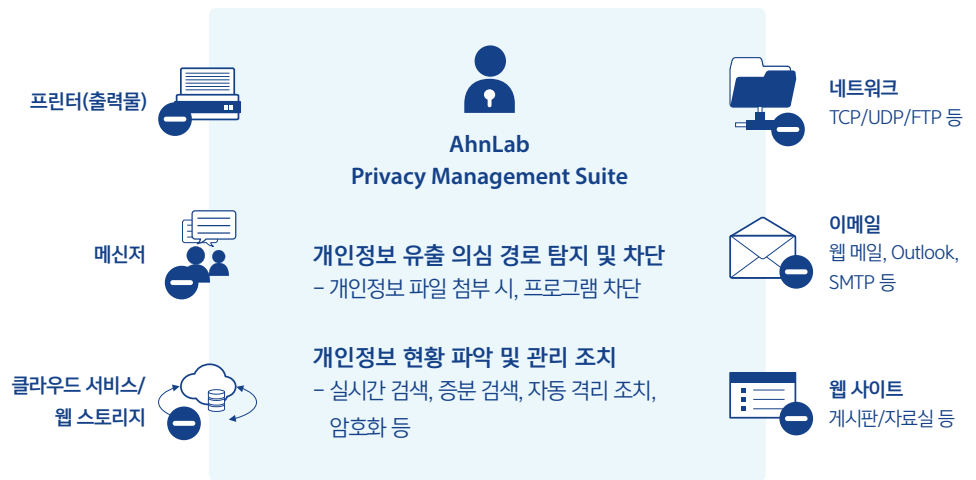 프린터(출력물)
메신저
클라우드 서비스/
웹 스토리지
AhnLab
Privacy Management Suite
개인정보 유출 의심 경로 탐지 및 차단
– 개인정보 파일 첨부 시, 프로그램 차단
개인정보 현황 파악 및 관리 조치
– 실시간 검색, 증분 검색, 자동 격리 조치,
암호화 등
네트워크
TCP/UDP/FTP 등
이메일
웹 메일, Outlook,
SMTP 등
웹 사이트
게시판/자료실 등